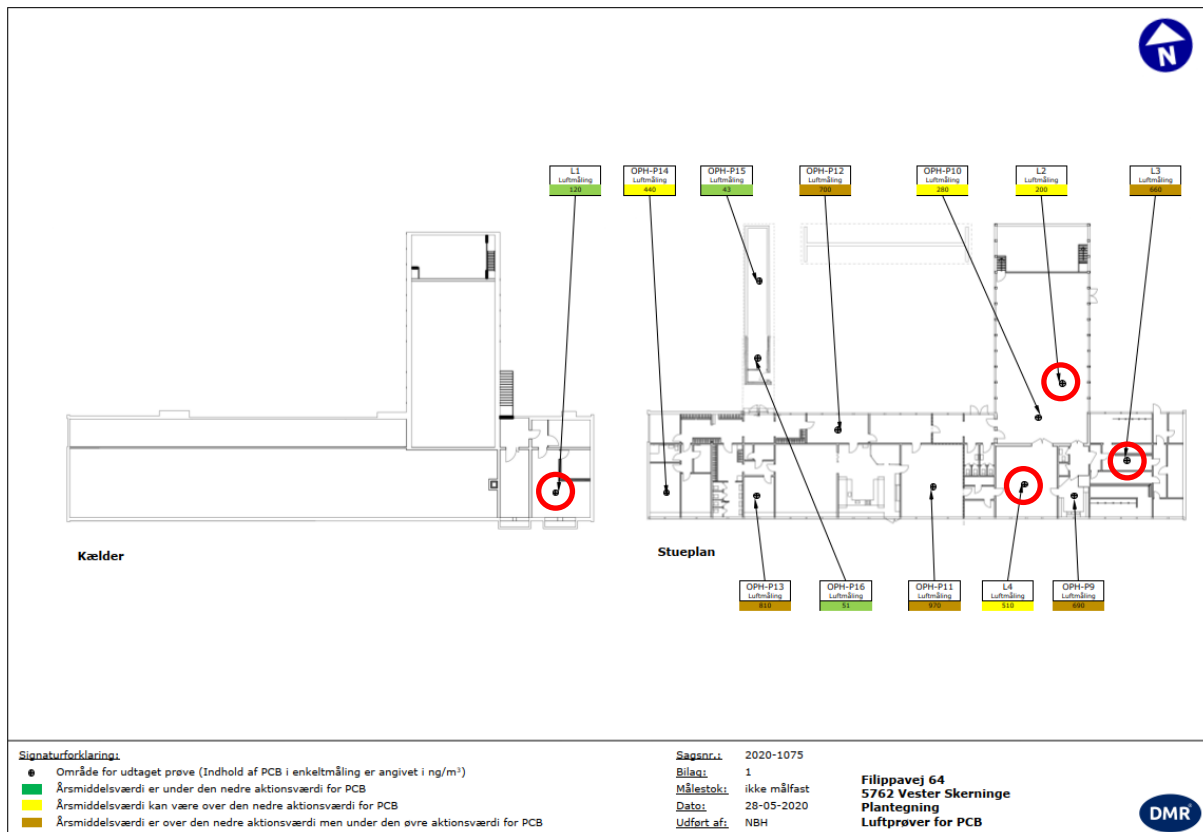 N
L1
Luftmåling
120
OPH-P14
Luftmåling
440
OPH-P15
Luftmåling
43
OPH-P12
Luftmåling
700
OPH-P10
Luftmåling
280
L2
Luftmåling
200
L3
Luftmåling
660
Kælder
Stueplan
OPH-P13
Luftmåling
810
OPH-P16
Luftmåling
51
OPH-P11
Luftmåling
970
L4
Luftmåling
510
OPH-P9
Luftmåling
690
Signaturforklaring:
Område for udtaget prøve (Indhold af PCB i enkeltmåling er angivet i ng/m³)
Årsmiddelsværdi er under den nedre aktionsværdi for PCB
Årsmiddelsværdi kan være over den nedre aktionsværdi for PCB
Årsmiddelsværdi er over den nedre aktionsværdi men under den øvre aktionsværdi for PCB
Sagsnr.: 2020-1075
Bilag: 1
Målestok: ikke målfast
Dato: 28-05-2020
Udført af: NBH
Filippavej 64
5762 Vester Skerninge
Plantegning
Luftprøver for PCB
DMR